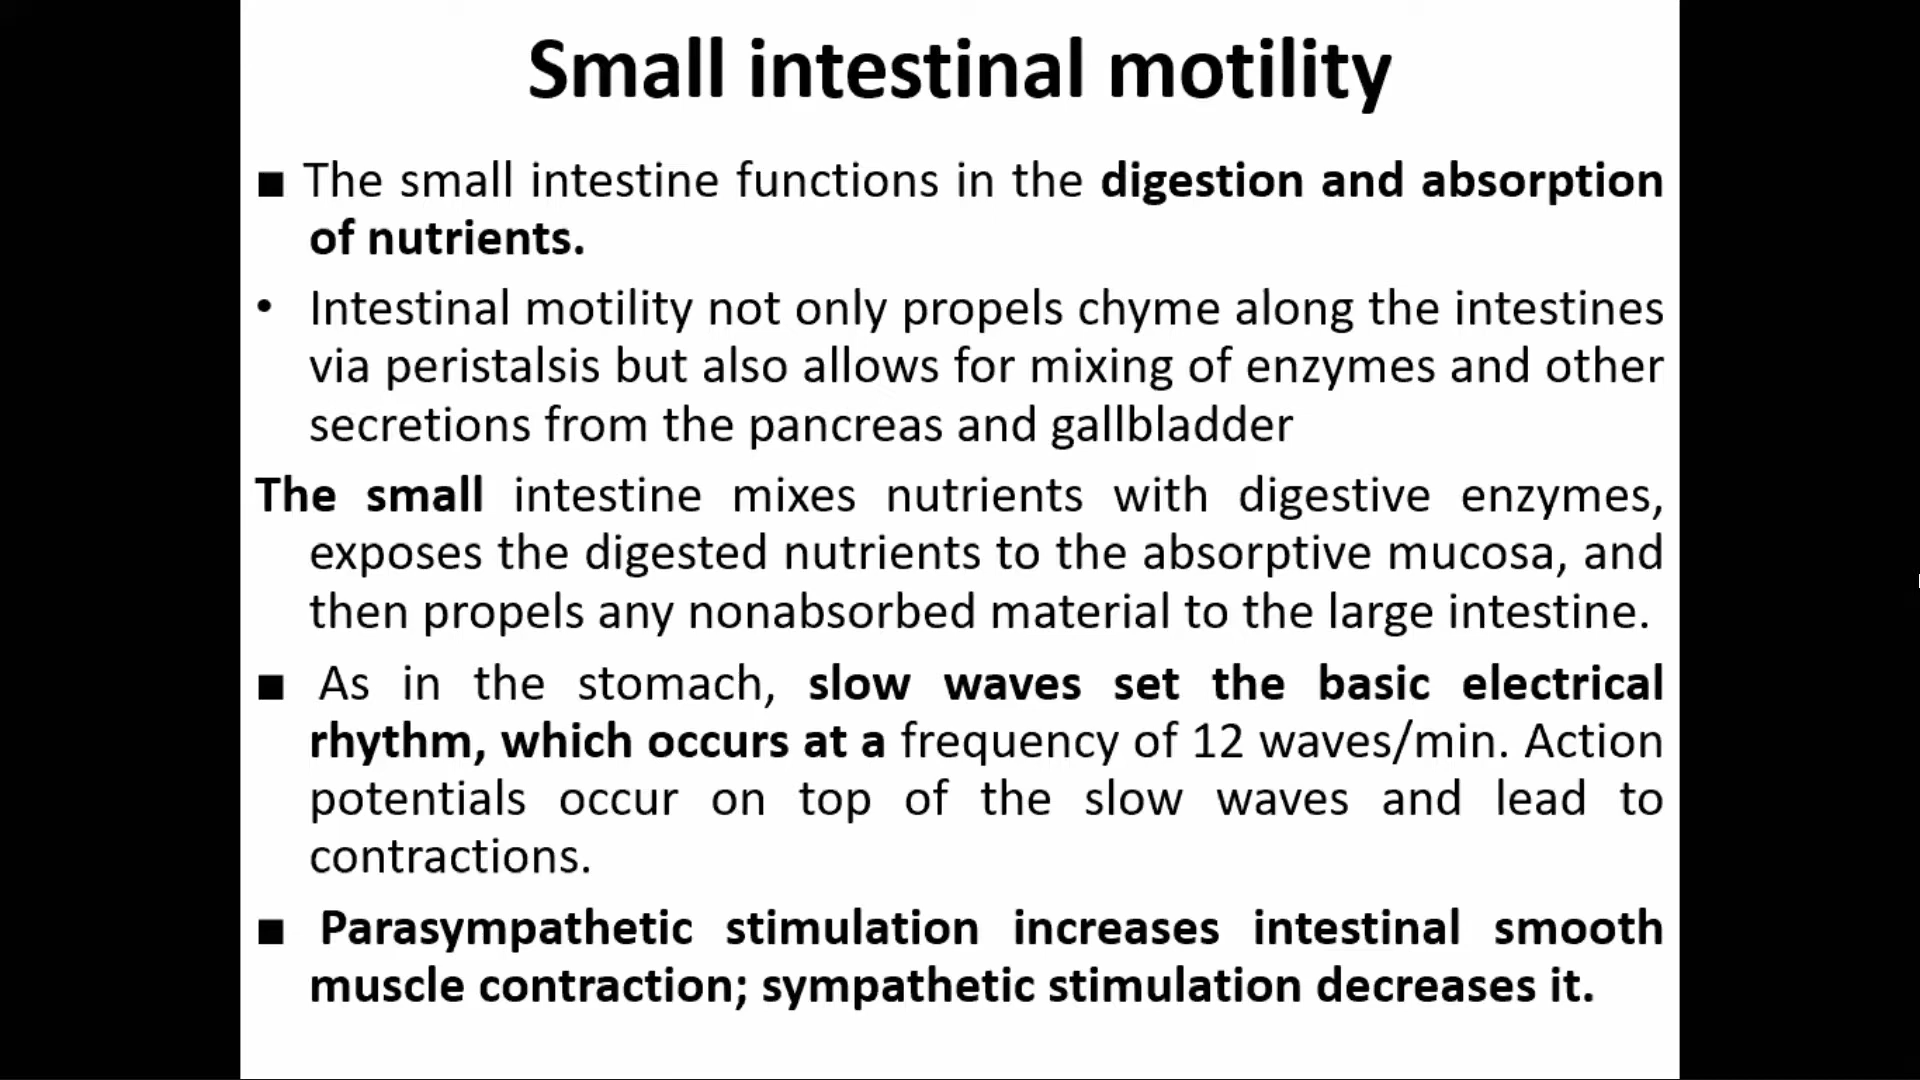 Small intestinal motility
■ The small intestine functions in the digestion and absorption
of nutrients.
• Intestinal motility not only propels chyme along the intestines
via peristalsis but also allows for mixing of enzymes and other
secretions from the pancreas and gallbladder
The small intestine mixes nutrients with digestive enzymes,
exposes the digested nutrients to the absorptive mucosa, and
then propels any nonabsorbed material to the large intestine.
■ As in the stomach, slow waves set the basic electrical
rhythm, which occurs at a frequency of 12 waves/min. Action
potentials occur on top of the slow waves and lead to
contractions.
■ Parasympathetic stimulation increases intestinal smooth
muscle contraction; sympathetic stimulation decreases it.